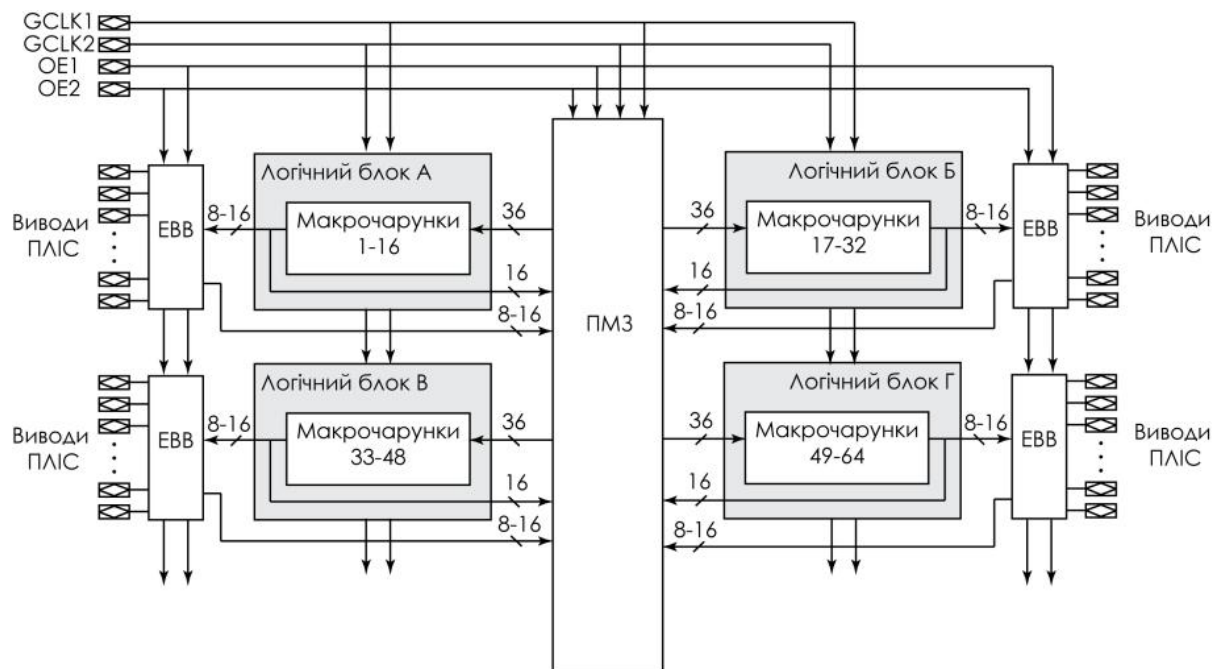 GCLK1
GCLK2
OE1
OE2
Логічний блок А
Логічний блок Б
8-16
Макрочарунки
1-16
36
36
Макрочарунки
17-32
8-16
Виводи
ПЛІС
ЕВВ
ЕВВ
Виводи
ПЛІС
16
16
8-16
ПМЗ
8-16
Логічний блок В
Логічний блок Г
8-16
Макрочарунки
33-48
36
36
Макрочарунки
49-64
8-16
Виводи
ПЛІС
ЕВВ
ЕВВ
Виводи
ПЛІС
16
16
8-16
8-16